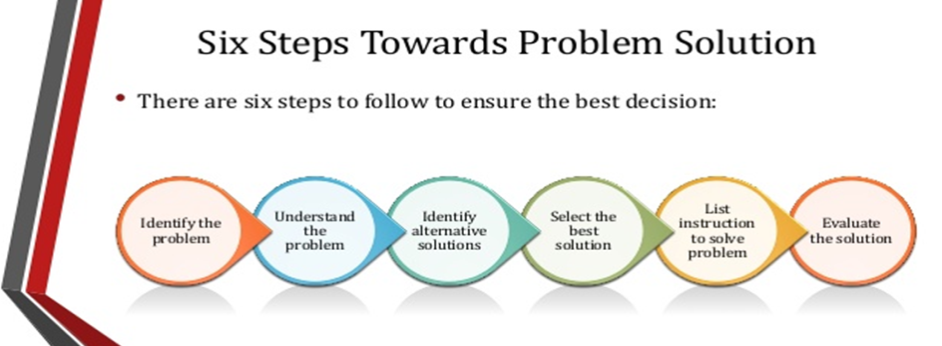 Six Steps Towards Problem Solution
• There are six steps to follow to ensure the best decision:
Identify the
problem
Understand
the
problem
Identify
alternative
solutions
Select the
best
solution
List
instruction
to solve
problem
Evaluate
the solution